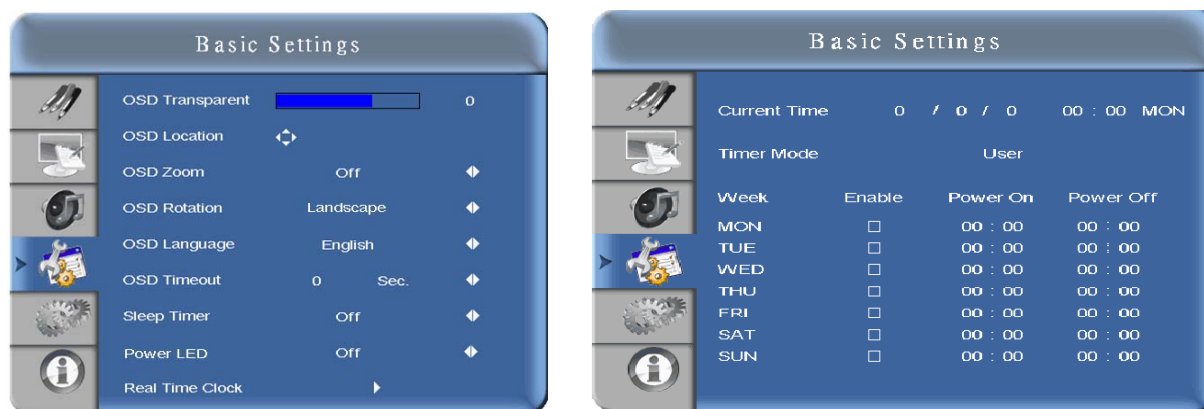 Basic Settings
OSD Transparent 0
OSD Location
OSD Zoom Off
OSD Rotation Landscape
OSD Language English
OSD Timeout 0 Sec.
Sleep Timer Off
Power LED Off
Real Time Clock
Basic Settings
Current Time 0 / 0 / 0 00 : 00 MON
Timer Mode User
Week Enable Power On Power Off
MON 00 : 00 00 : 00
TUE 00 : 00 00 : 00
WED 00 : 00 00 : 00
THU 00 : 00 00 : 00
FRI 00 : 00 00 : 00
SAT 00 : 00 00 : 00
SUN 00 : 00 00 : 00